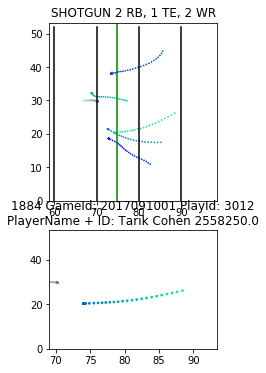 SHOTGUN 2 RB, 1 TE, 2 WR
50
40
30
20
10
0
60 70 80 90
1884 GameId: 2017091001 PlayId: 3012
PlayerName + ID: Tarik Cohen 2558250.0
40
20
0
70 75 80 85 90